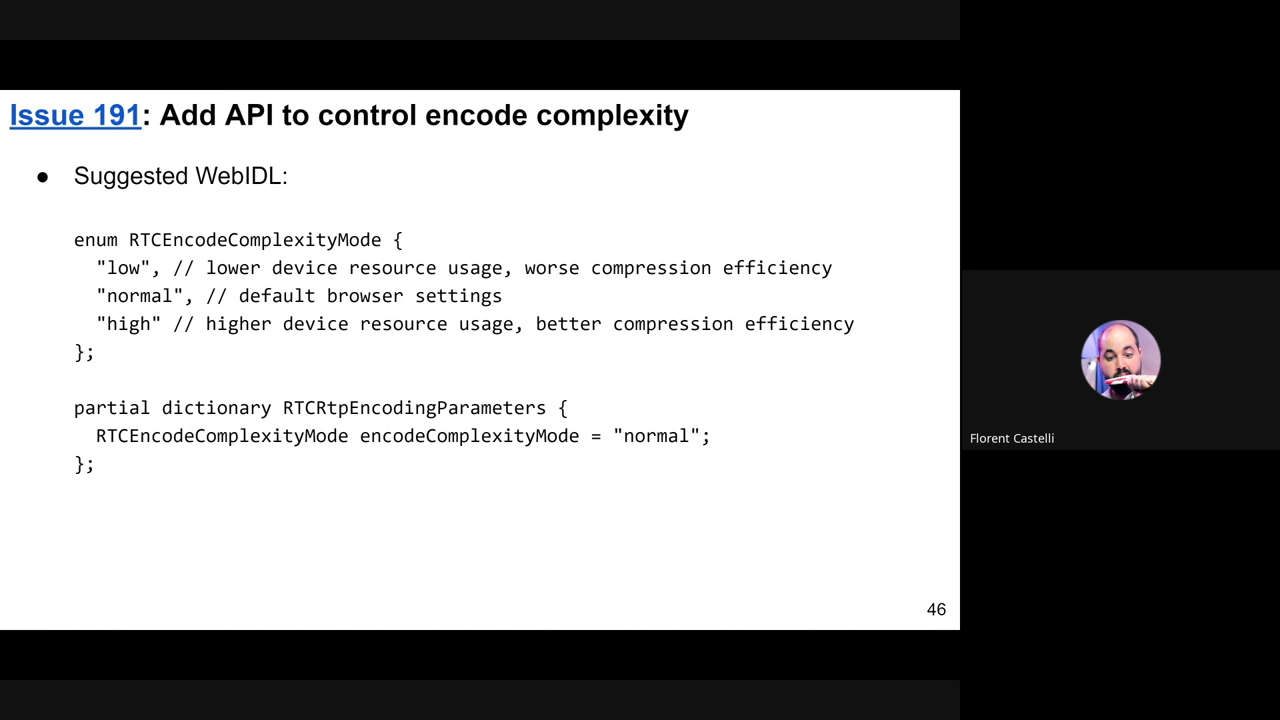 Issue 191: Add API to control encode complexity
● Suggested WebIDL:
enum RTCEncodeComplexityMode {
"low", // lower device resource usage, worse compression efficiency
"normal", // default browser settings
"high" // higher device resource usage, better compression efficiency
};
partial dictionary RTCRtpEncodingParameters {
RTCEncodeComplexityMode encodeComplexityMode = "normal";
};
46
Florent Castelli